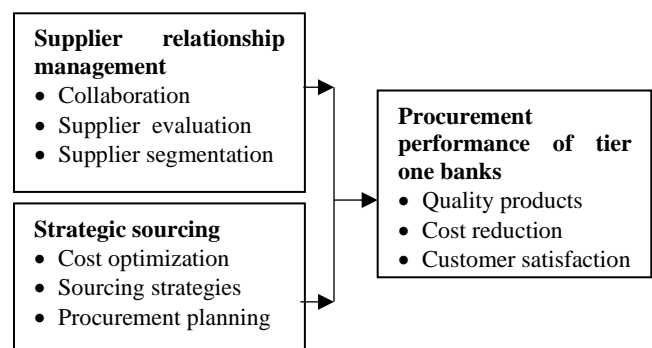 Supplier relationship
management
• Collaboration
• Supplier evaluation
• Supplier segmentation
Strategic sourcing
• Cost optimization
• Sourcing strategies
• Procurement planning
Procurement
performance of tier
one banks
• Quality products
• Cost reduction
• Customer satisfaction